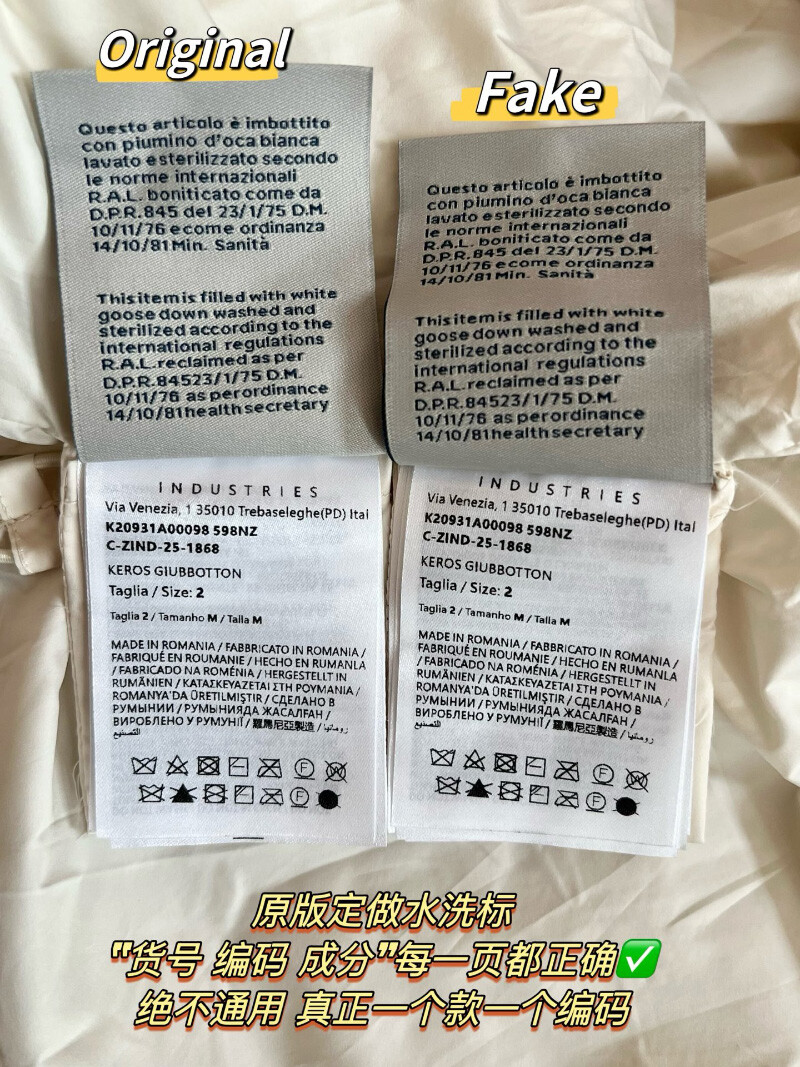 Original
Questo articolo è imbottito
con piumino d'oca bianca
lavato e sterilizzato secondo
le norme internazionali
R.A.L. boniticato come da
D.P.R. 845 del 23/1/75 D.M.
10/11/76 e come ordinanza
14/10/81 Min. Sanità
This item is filled with white
goose down washed and
sterilized according to the
international regulations
R.A.L. reclaimed as per
D.P.R. 84523/1/75 D.M.
10/11/76 as perordinance
14/10/81 health secretary
INDUSTRIES
Via Venezia, 1 35010 Trebaseleghe(PD) Ital
K20931A00098 598NZ
C-ZIND-25-1868
KEROS GIUBBOTTON
Taglia / Size: 2
Taglia 2 / Tamanho M / Talla M
MADE IN ROMANIA / FABBRICATO IN ROMANIA /
FABRIQUÉ EN ROUMANIE / HECHO EN RUMANLA
/ FABRICADO NA ROMÉNIA / HERGESTELLT IN
RUMÄNIEN / ΚΑΤΑΣΚΕΥΑΖΕΤΑΙ ΣΤΗ ΡΟΥΜΑΝΙΑ /
ROMANYA'DA ÜRETILMIŞTIR / СДЕЛАНО В
РУМЫНИИ / РУМЫНИЯДА ЖАСАЛҒАН /
ВИРОБЛЕНО У РУМУНІЇ / 羅馬尼亞製造 / رومانيا
التصنيع
Fake
Questo articolo è imbottito
con piumino d'oca bianca
lavato e sterilizzato secondo
le norme internazionali
R.A.L. boniticato come da
D.P.R. 845 del 23/1/75 D.M.
10/11/76 e come ordinanza
14/10/81 Min. Sanità
This item is filled with white
goose down washed and
sterilized according to the
international regulations
R.A.L. reclaimed as per
D.P.R. 84523/1/75 D.M.
10/11/76 as perordinance
14/10/81 health secretary
INDUSTRIES
Via Venezia, 1 35010 Trebaseleghe(PD) Ital
K20931A00098 598NZ
C-ZIND-25-1868
KEROS GIUBBOTTON
Taglia / Size: 2
Taglia 2 / Tamanho M / Talla M
MADE IN ROMANIA / FABBRICATO IN ROMANIA /
FABRIQUÉ EN ROUMANIE / HECHO EN RUMANLA
/ FABRICADO NA ROMÉNIA / HERGESTELLT IN
RUMÄNIEN / ΚΑΤΑΣΚΕΥΑΖΕΤΑΙ ΣΤΗ ΡΟΥΜΑΝΙΑ /
ROMANYA'DA ÜRETILMIŞTIR / СДЕЛАНО В
РУМЫНИИ / РУМЫНИЯДА ЖАСАЛҒАН /
ВИРОБЛЕНО У РУМУНІЇ / 羅馬尼亞製造 / رومانيا
التصنيع
原版定做水洗标
"货号 编码 成分"每一页都正确✅
绝不通用 真正一个款一个编码